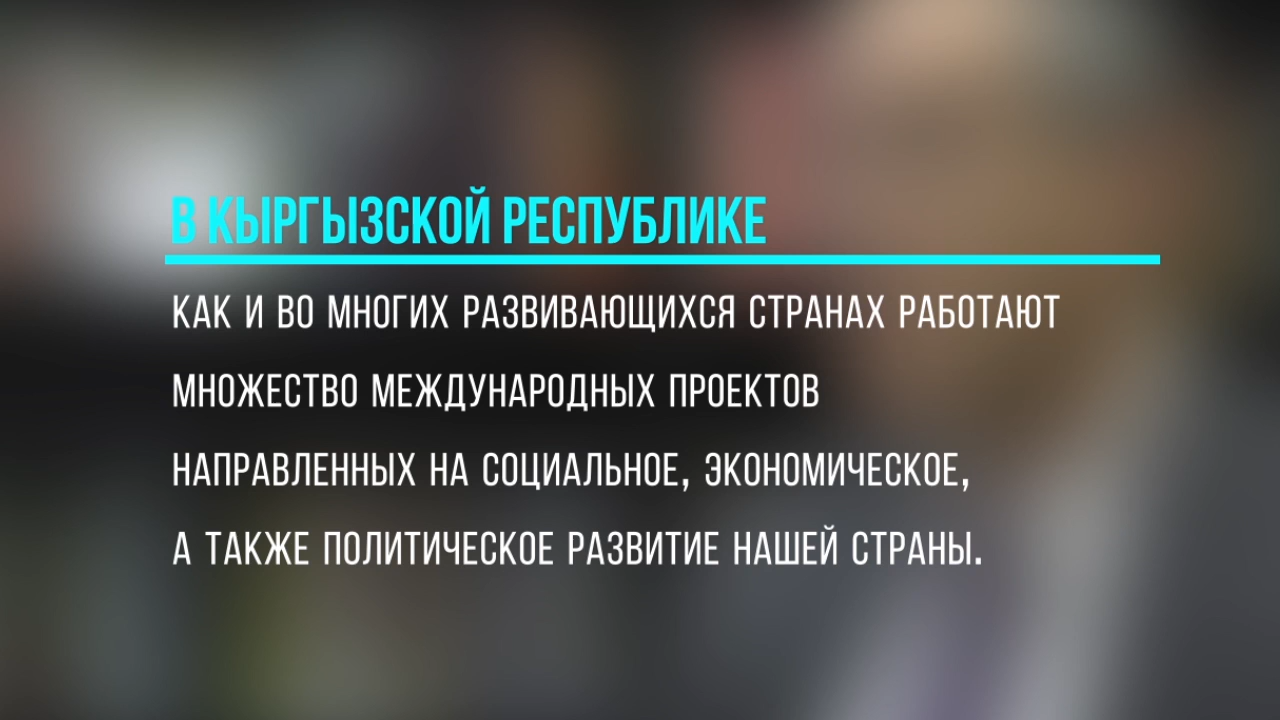 В КЫРГЫЗСКОЙ РЕСПУБЛИКЕ
КАК И ВО МНОГИХ РАЗВИВАЮЩИХСЯ СТРАНАХ РАБОТАЮТ
МНОЖЕСТВО МЕЖДУНАРОДНЫХ ПРОЕКТОВ
НАПРАВЛЕННЫХ НА СОЦИАЛЬНОЕ, ЭКОНОМИЧЕСКОЕ,
А ТАКЖЕ ПОЛИТИЧЕСКОЕ РАЗВИТИЕ НАШЕЙ СТРАНЫ.